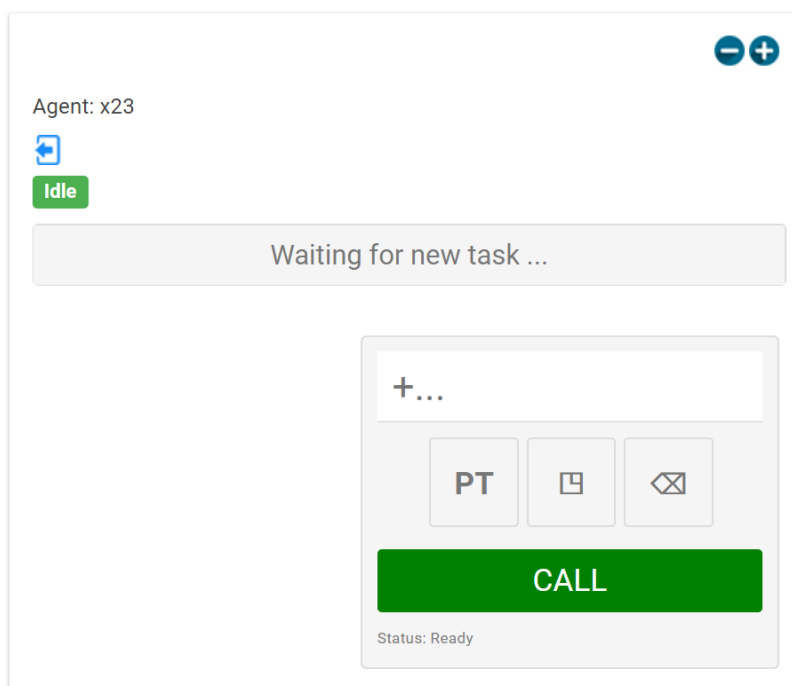 Agent: x23
Idle
Waiting for new task ...
+...
PT
CALL
Status: Ready